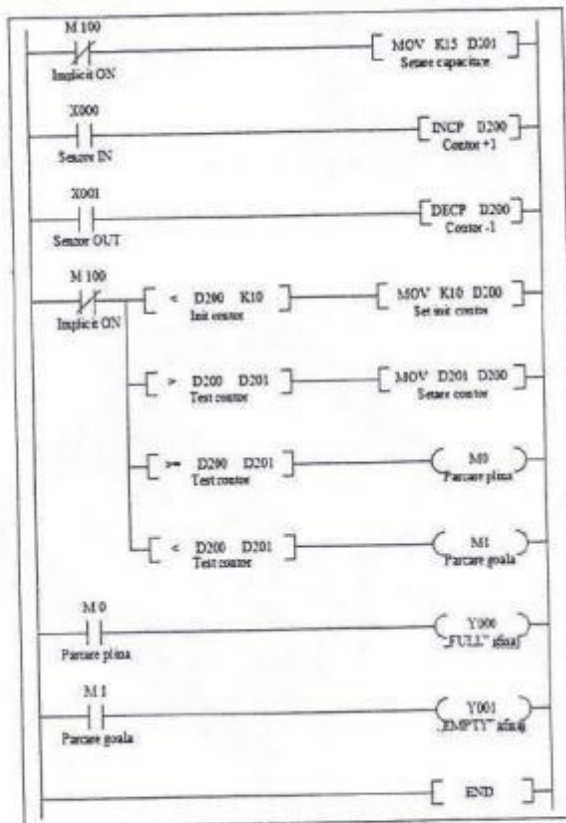 M 100
MOV K15 D201
Implicit ON
Setare capacitate
X000
INCP D200
Senzor IN
Contor +1
X001
DECP D200
Senzor OUT
Contor -1
M 100
< D200 K10
MOV K10 D200
Implicit ON
Init contor
Set init contor
> D200 D201
MOV D201 D200
Test contor
Setare contor
>= D200 D201
M0
Test contor
Parcare plina
< D200 D201
M1
Test contor
Parcare goala
M 0
Y000
Parcare plina
„FULL” afisaj
M 1
Y001
Parcare goala
„EMPTY” afisaj
END